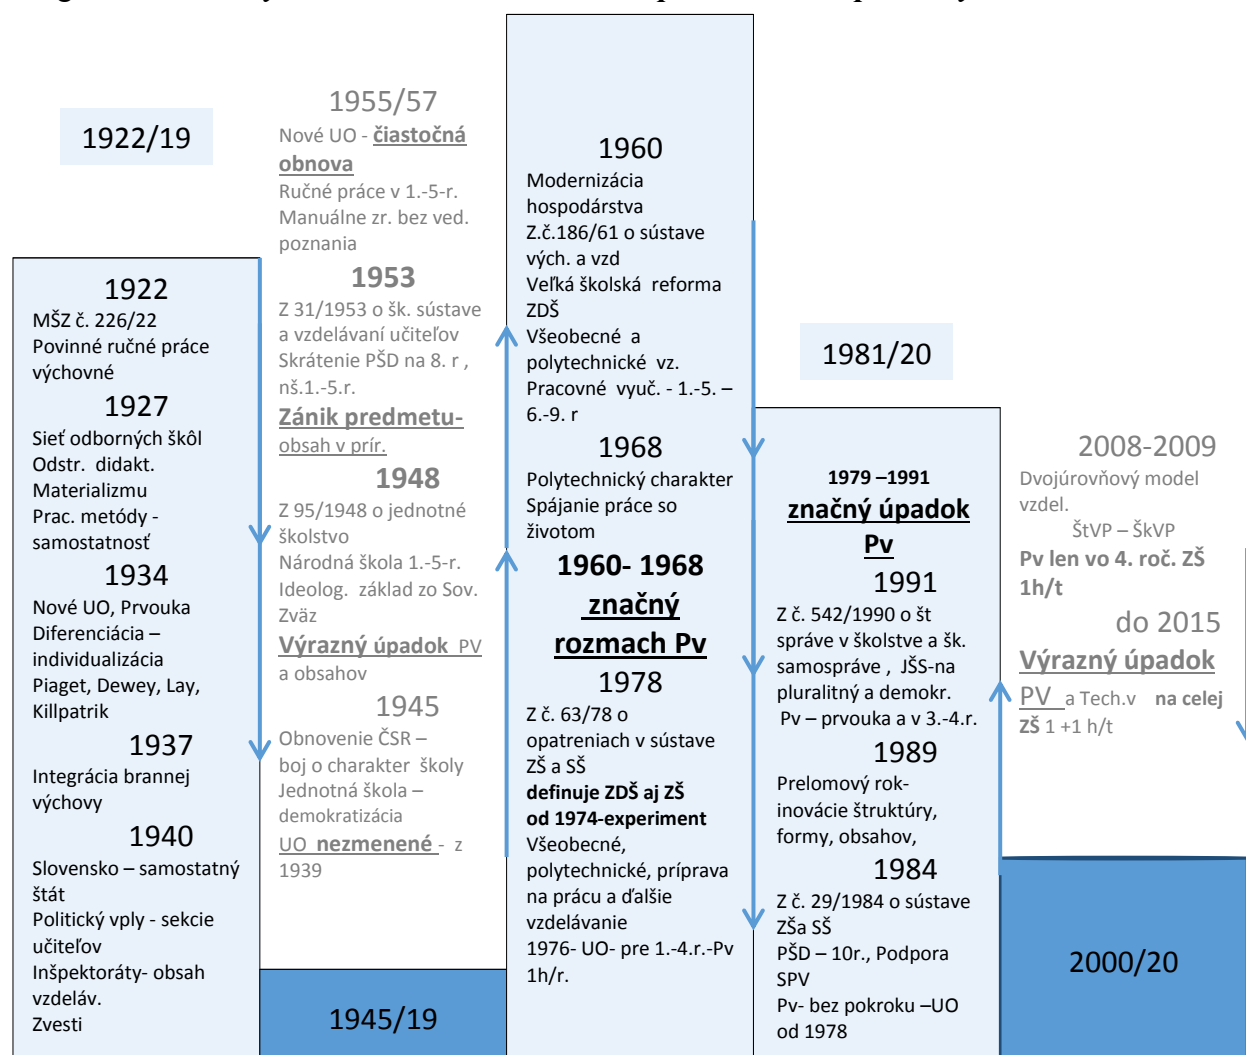 1922/19
1922
MŠZ č. 226/22
Povinné ručné práce
výchovné
1927
Sieť odborných škôl
Odstr. didakt.
Materializmu
Prac. metódy -
samostatnosť
1934
Nové UO, Prvouka
Diferenciácia –
individualizácia
Piaget, Dewey, Lay,
Killpatrik
1937
Integrácia brannej
výchovy
1940
Slovensko – samostatný
štát
Politický vply - sekcie
učiteľov
Inšpektoráty- obsah
vzdeláv.
Zvesti
1955/57
Nové UO - čiastočná
obnova
Ručné práce v 1.-5-r.
Manuálne zr. bez ved.
poznania
1953
Z 31/1953 o šk. sústave
a vzdelávaní učiteľov
Skrátenie PŠD na 8. r ,
nš.1.-5.r.
Zánik predmetu-
obsah v prír.
1948
Z 95/1948 o jednotné
školstvo
Národná škola 1.-5-r.
Ideolog. základ zo Sov.
Zväz
Výrazný úpadok PV
a obsahov
1945
Obnovenie ČSR –
boj o charakter školy
Jednotná škola –
demokratizácia
UO nezmenené - z
1939
1945/19
1960
Modernizácia
hospodárstva
Z.č.186/61 o sústave
vých. a vzd
Veľká školská reforma
ZDŠ
Všeobecné a
polytechnické vz.
Pracovné vyuč. - 1.-5. –
6.-9. r
1968
Polytechnický charakter
Spájanie práce so
životom
1960- 1968
značný
rozmach Pv
1978
Z č. 63/78 o
opatreniach v sústave
ZŠ a SŠ
definuje ZDŠ aj ZŠ
od 1974-experiment
Všeobecné,
polytechnické, príprava
na prácu a ďalšie
vzdelávanie
1976- UO- pre 1.-4.r.-Pv
1h/r.
1981/20
1979 –1991
značný úpadok
Pv
1991
Z č. 542/1990 o št
správe v školstve a šk.
samospráve , JŠS-na
pluralitný a demokr.
Pv – prvouka a v 3.-4.r.
1989
Prelomový rok-
inovácie štruktúry,
formy, obsahov,
1984
Z č. 29/1984 o sústave
ZŠa SŠ
PŠD – 10r., Podpora
SPV
Pv- bez pokroku –UO
od 1978
2008-2009
Dvojúrovňový model
vzdel.
ŠtVP – ŠkVP
Pv len vo 4. roč. ZŠ
1h/t
do 2015
Výrazný úpadok
PV a Tech.v na celej
ZŠ 1 +1 h/t
2000/20